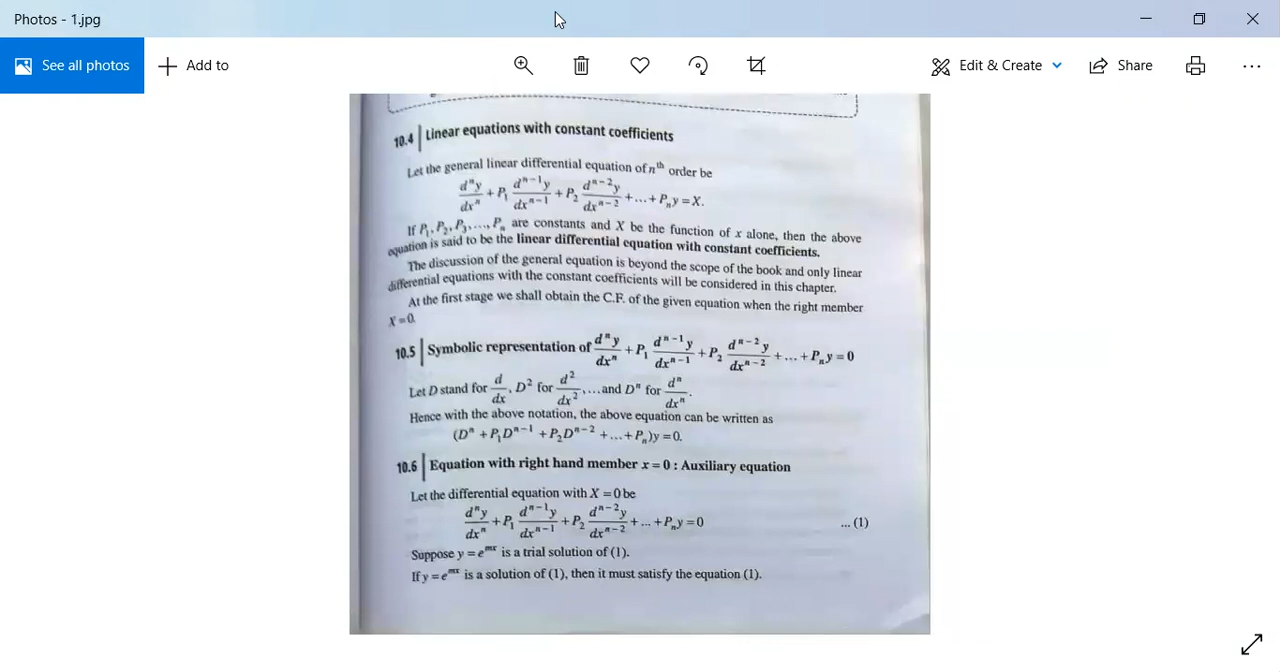 Photos - 1.jpg
See all photos
Add to
Edit & Create
Share
10.4 Linear equations with constant coefficients
Let the general linear differential equation of nᵗʰ order be
dⁿy/dxⁿ + P₁ dⁿ⁻¹y/dxⁿ⁻¹ + P₂ dⁿ⁻²y/dxⁿ⁻² + ... + Pₙy = X.
If P₁, P₂, P₃, ..., Pₙ are constants and X be the function of x alone, then the above
equation is said to be the linear differential equation with constant coefficients.
The discussion of the general equation is beyond the scope of the book and only linear
differential equations with the constant coefficients will be considered in this chapter.
At the first stage we shall obtain the C.F. of the given equation when the right member
X = 0.
10.5 Symbolic representation of dⁿy/dxⁿ + P₁ dⁿ⁻¹y/dxⁿ⁻¹ + P₂ dⁿ⁻²y/dxⁿ⁻² + ... + Pₙy = 0
Let D stand for d/dx, D² for d²/dx², ... and Dⁿ for dⁿ/dxⁿ.
Hence with the above notation, the above equation can be written as
(Dⁿ + P₁Dⁿ⁻¹ + P₂Dⁿ⁻² + ... + Pₙ)y = 0.
10.6 Equation with right hand member x = 0 : Auxiliary equation
Let the differential equation with X = 0 be
dⁿy/dxⁿ + P₁ dⁿ⁻¹y/dxⁿ⁻¹ + P₂ dⁿ⁻²y/dxⁿ⁻² + ... + Pₙy = 0 ... (1)
Suppose y = eᵐˣ is a trial solution of (1).
If y = eᵐˣ is a solution of (1), then it must satisfy the equation (1).